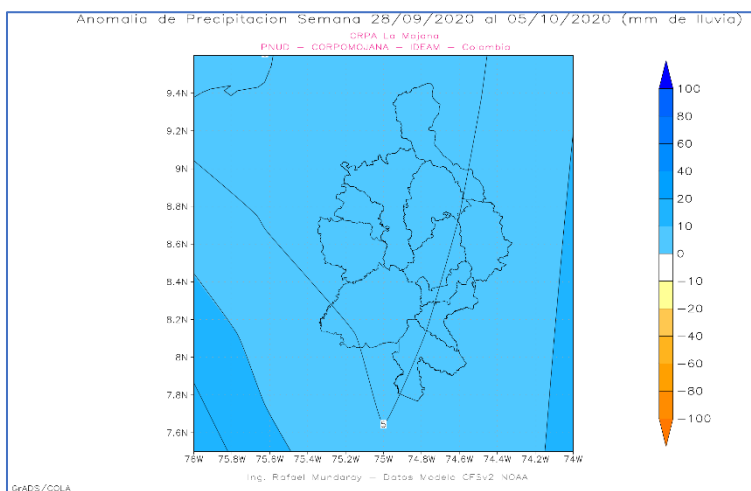 Anomalia de Precipitacion Semana 28/09/2020 al 05/10/2020 (mm de lluvia)
CRPA La Mojana
PNUD – CORPOMOJANA – IDEAM – Colombia
9.4N
9.2N
9N
8.8N
8.6N
8.4N
8.2N
8N
7.8N
7.6N
5
76W 75.8W 75.6W 75.4W 75.2W 75W 74.8W 74.6W 74.4W 74.2W 74W
100
80
60
40
20
10
0
−10
−20
−40
−60
−80
−100
Ing. Rafael Mundaray – Datos Modelo CFSv2 NOAA
GrADS/COLA